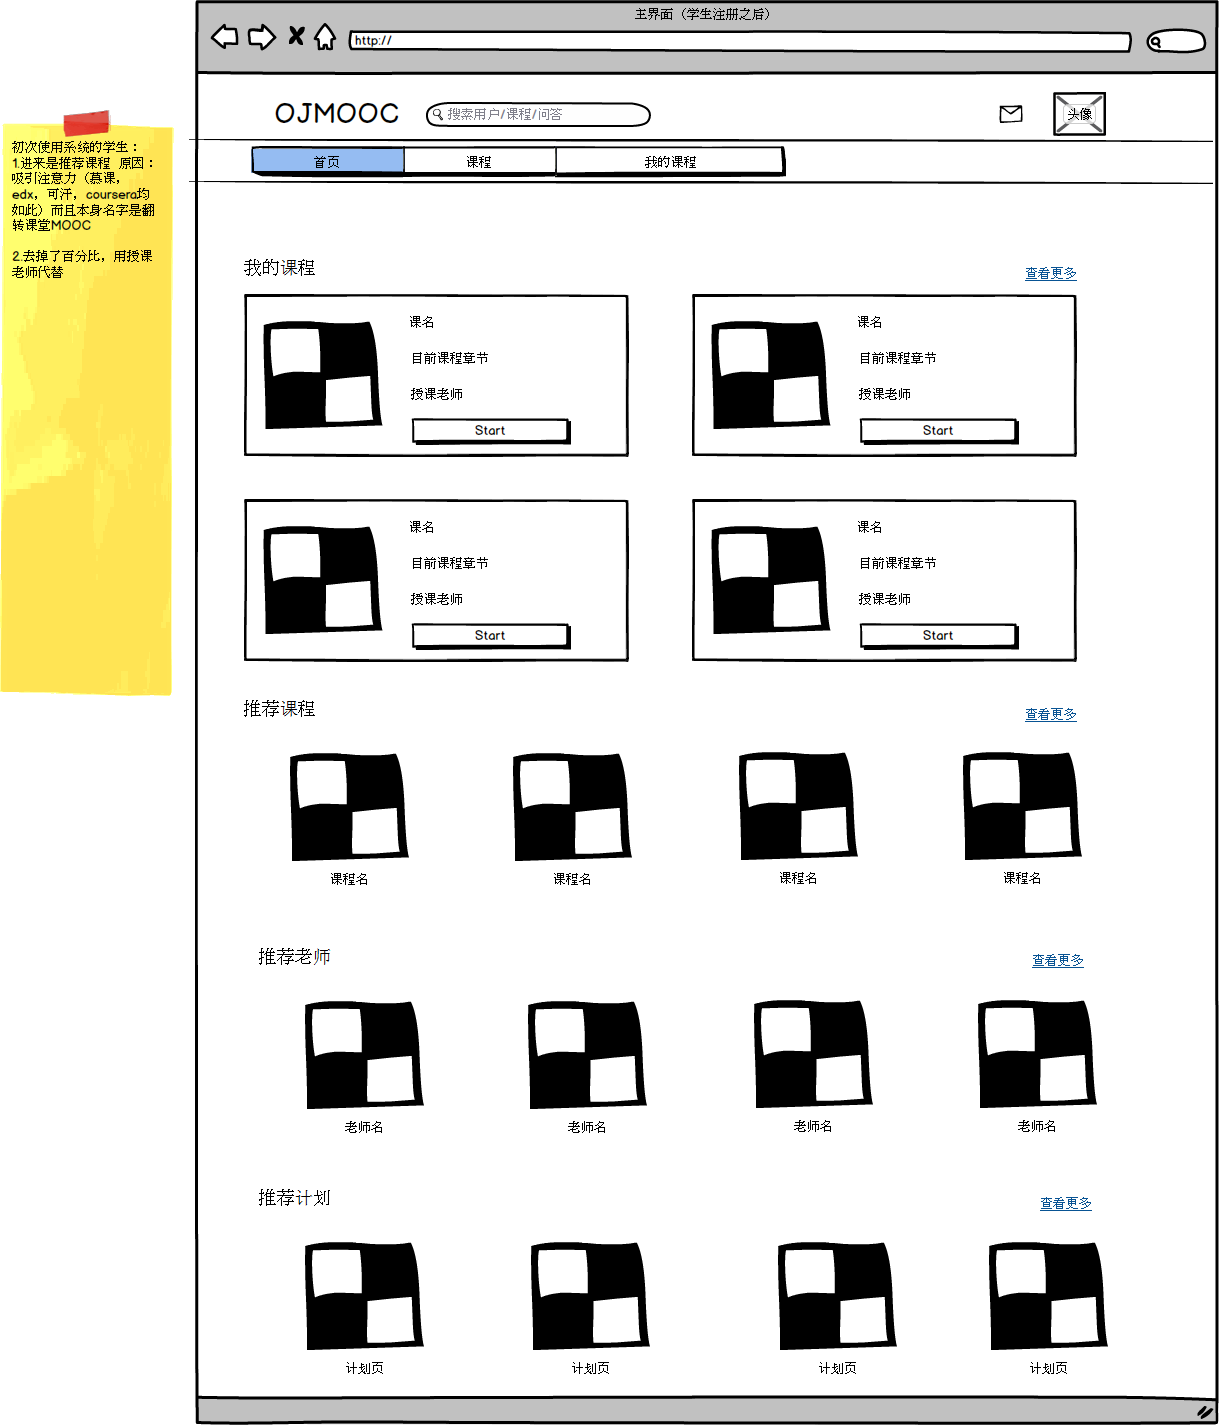 主界面（学生注册之后）
http://
OJMOOC
搜索用户/课程/问答
头像
首页 课程 我的课程
初次使用系统的学生：
1.进来是推荐课程 原因：
吸引注意力（慕课，
edx，可汗，coursera均
如此）而且本身名字是翻
转课堂MOOC
2.去掉了百分比，用授课
老师代替
我的课程 查看更多
课名
目前课程章节
授课老师
Start
课名
目前课程章节
授课老师
Start
课名
目前课程章节
授课老师
Start
课名
目前课程章节
授课老师
Start
推荐课程 查看更多
课程名 课程名 课程名 课程名
推荐老师 查看更多
老师名 老师名 老师名 老师名
推荐计划 查看更多
计划页 计划页 计划页 计划页